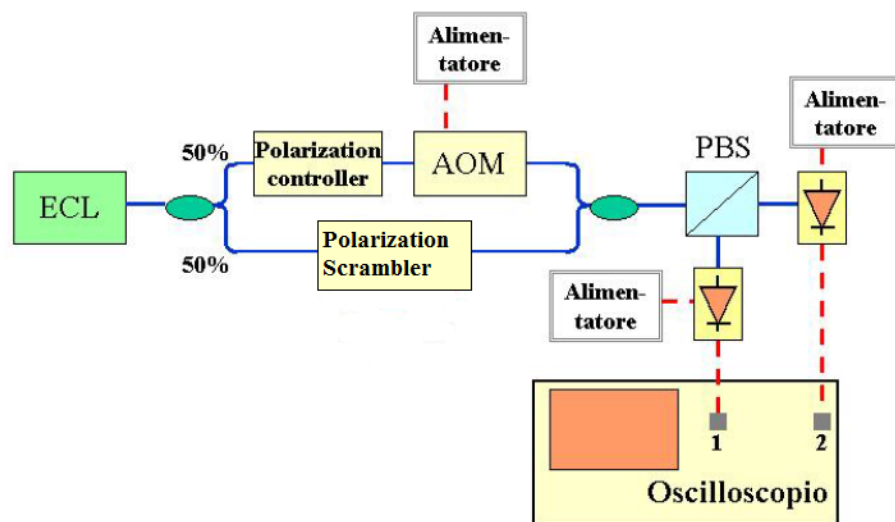 Alimen-
tatore
Alimen-
tatore
50%
Polarization
controller
AOM
PBS
ECL
Polarization
Scrambler
50%
Alimen-
tatore
1
2
Oscilloscopio